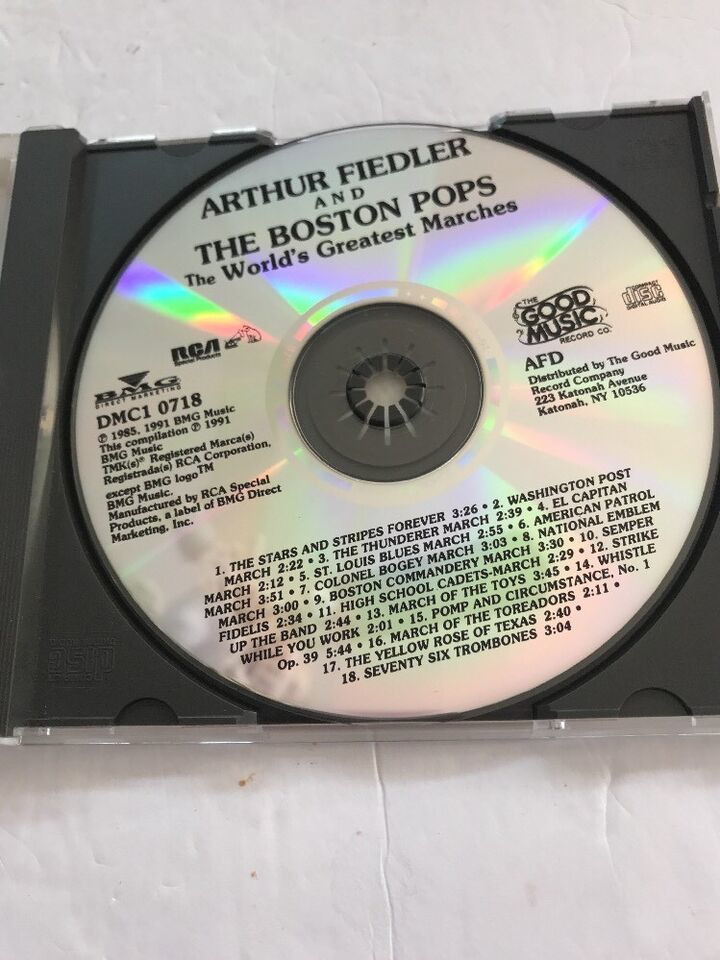 ARTHUR FIEDLER
AND
THE BOSTON POPS
The World's Greatest Marches
RCA
Special Products
BMG
DIRECT MARKETING
DMC1 0718
℗ 1985, 1991 BMG Music
This compilation ℗ 1991
BMG Music
TMK(s)® Registered Marca(s)
Registrada(s) RCA Corporation,
except BMG logo™
BMG Music.
Manufactured by RCA Special
Products, a label of BMG Direct
Marketing, Inc.
THE
GOOD
MUSIC
RECORD CO.
COMPACT
disc
DIGITAL AUDIO
AFD
Distributed by The Good Music
Record Company
223 Katonah Avenue
Katonah, NY 10536
1. THE STARS AND STRIPES FOREVER 3:26 • 2. WASHINGTON POST
MARCH 2:22 • 3. THE THUNDERER MARCH 2:39 • 4. EL CAPITAN
MARCH 2:12 • 5. ST. LOUIS BLUES MARCH 2:55 • 6. AMERICAN PATROL
MARCH 3:51 • 7. COLONEL BOGEY MARCH 3:03 • 8. NATIONAL EMBLEM
MARCH 3:00 • 9. BOSTON COMMANDERY MARCH 3:30 • 10. SEMPER
FIDELIS 2:34 • 11. HIGH SCHOOL CADETS-MARCH 2:29 • 12. STRIKE
UP THE BAND 2:44 • 13. MARCH OF THE TOYS 3:45 • 14. WHISTLE
WHILE YOU WORK 2:01 • 15. POMP AND CIRCUMSTANCE, No. 1
Op. 39 5:44 • 16. MARCH OF THE TOREADORS 2:11 •
17. THE YELLOW ROSE OF TEXAS 2:40 •
18. SEVENTY SIX TROMBONES 3:04
disc